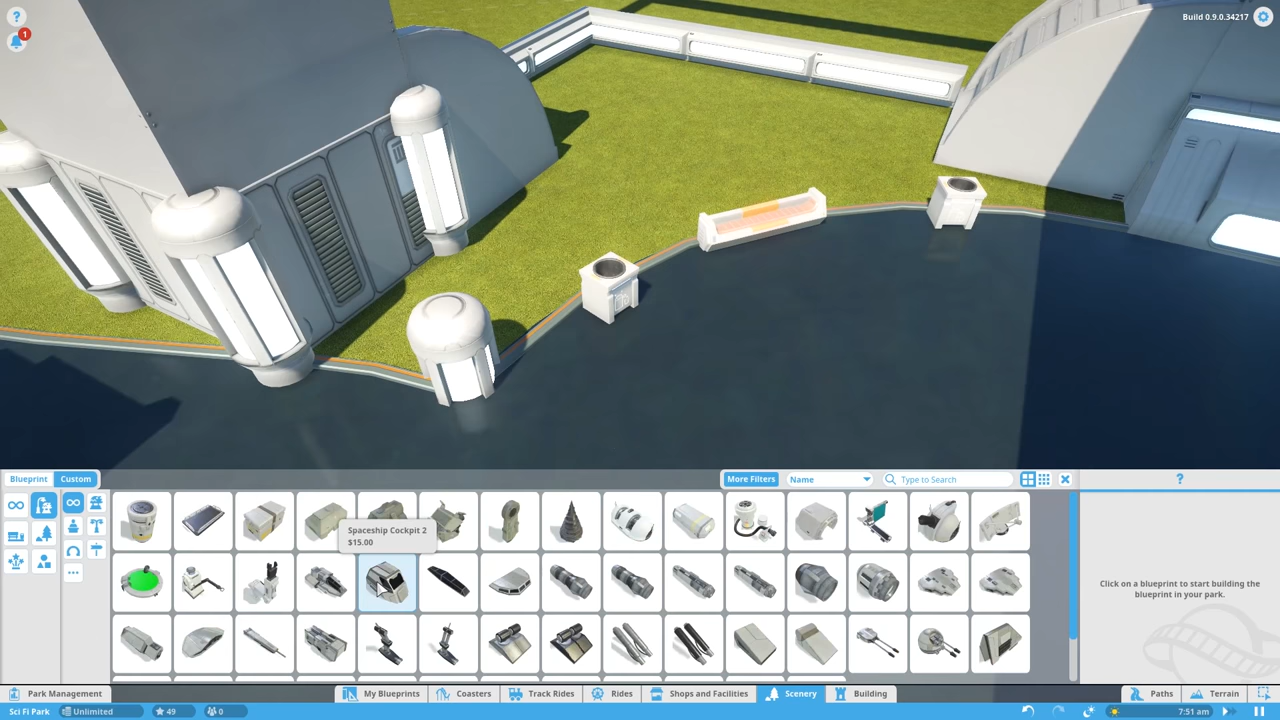 ?
Build 0.9.0.34217
1
Blueprint
Custom
More Filters
Name
Type to Search
?
Spaceship Cockpit 2
$15.00
Click on a blueprint to start building the
blueprint in your park.
Park Management
My Blueprints
Coasters
Track Rides
Rides
Shops and Facilities
Scenery
Building
Paths
Terrain
Sci Fi Park
Unlimited
49
0
7:51 am